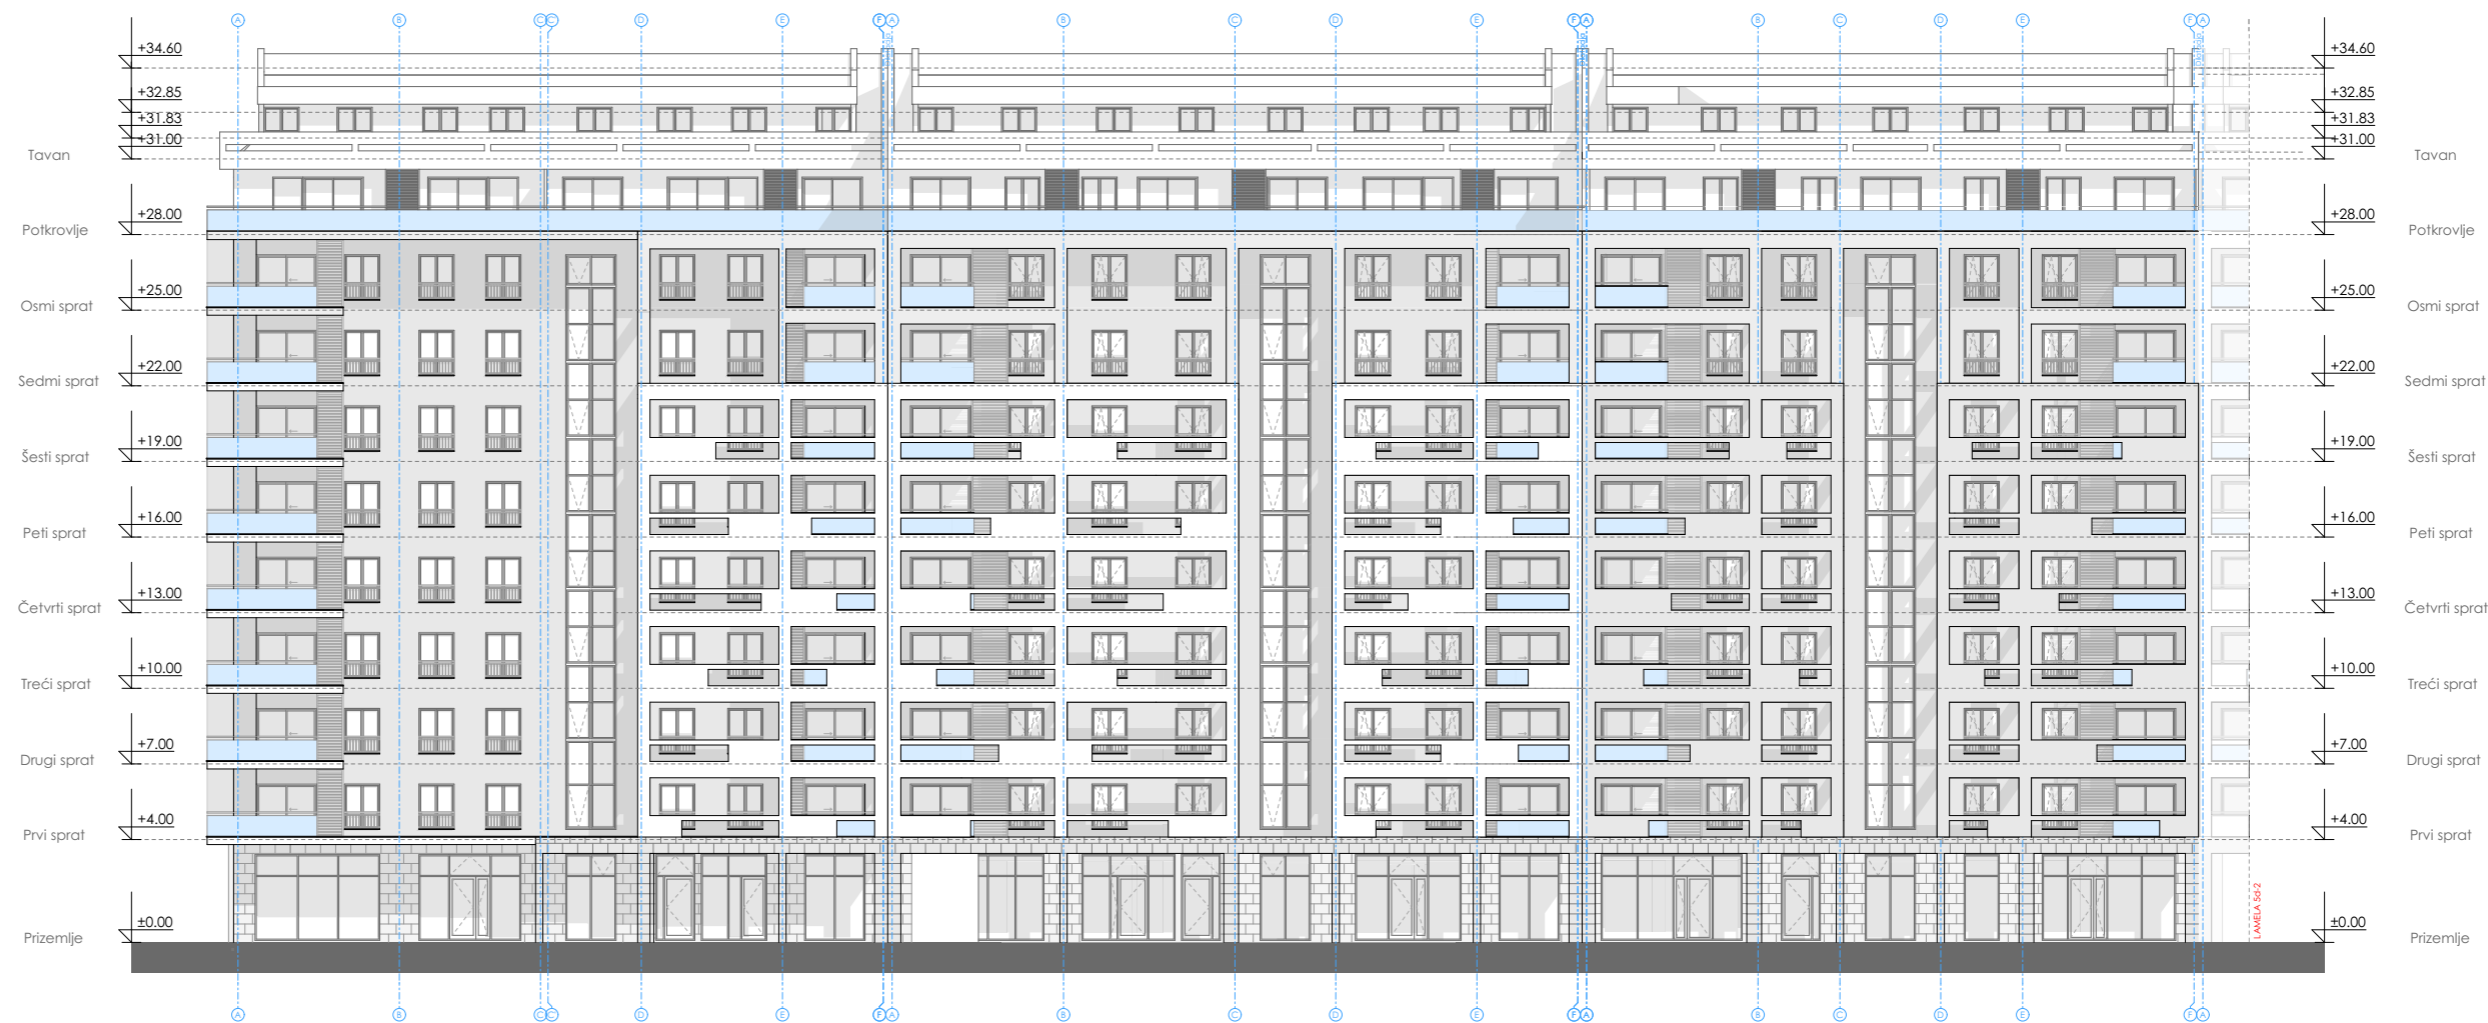 A B C C D E F A B C D E F A B C D E F A
+34.60 +34.60
+32.85 +32.85
+31.83 +31.83
+31.00 +31.00
Tavan Tavan
+28.00 +28.00
Potkrovlje Potkrovlje
+25.00 +25.00
Osmi sprat Osmi sprat
+22.00 +22.00
Sedmi sprat Sedmi sprat
+19.00 +19.00
Šesti sprat Šesti sprat
+16.00 +16.00
Peti sprat Peti sprat
+13.00 +13.00
Četvrti sprat Četvrti sprat
+10.00 +10.00
Treći sprat Treći sprat
+7.00 +7.00
Drugi sprat Drugi sprat
+4.00 +4.00
Prvi sprat Prvi sprat
LAMELA 5d-2
±0.00 ±0.00
Prizemlje Prizemlje
A B C C D E F A B C D E F A B C D E F A